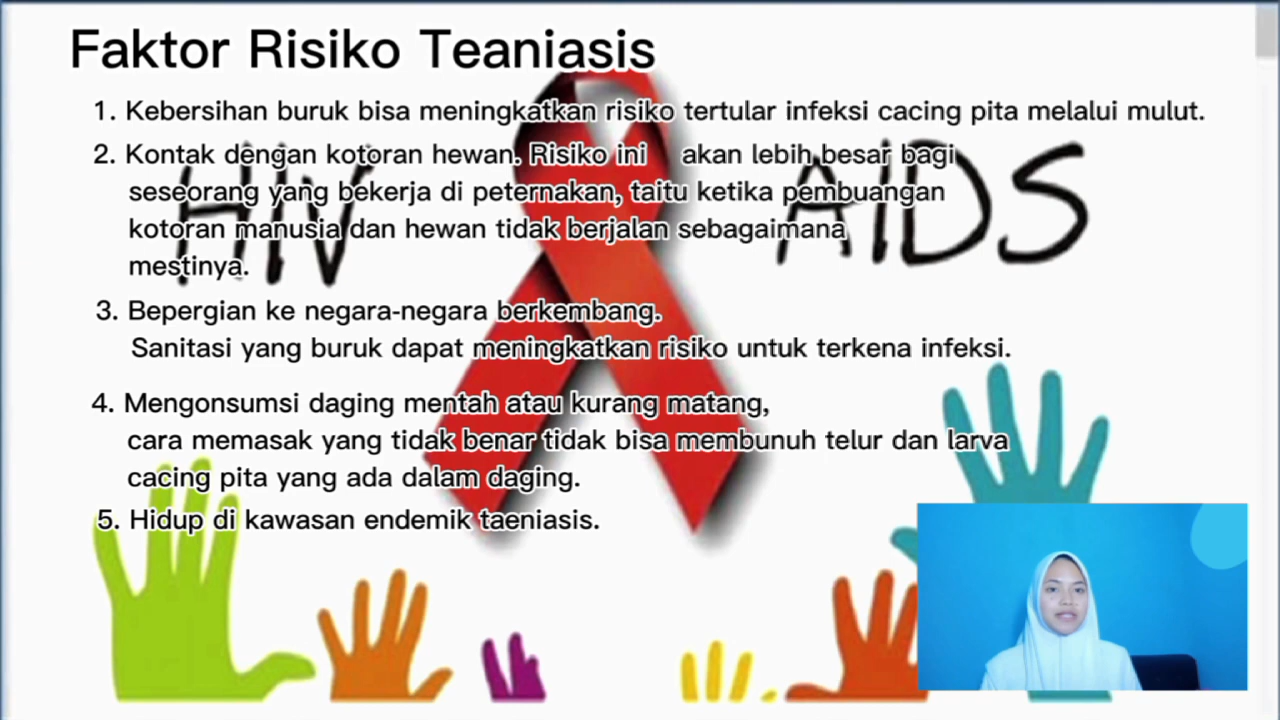 Faktor Risiko Teaniasis
1. Kebersihan buruk bisa meningkatkan risiko tertular infeksi cacing pita melalui mulut.
2. Kontak dengan kotoran hewan. Risiko ini akan lebih besar bagi
seseorang yang bekerja di peternakan, taitu ketika pembuangan
kotoran manusia dan hewan tidak berjalan sebagaimana
mestinya.
3. Bepergian ke negara-negara berkembang.
Sanitasi yang buruk dapat meningkatkan risiko untuk terkena infeksi.
4. Mengonsumsi daging mentah atau kurang matang,
cara memasak yang tidak benar tidak bisa membunuh telur dan larva
cacing pita yang ada dalam daging.
5. Hidup di kawasan endemik taeniasis.
HIV AIDS